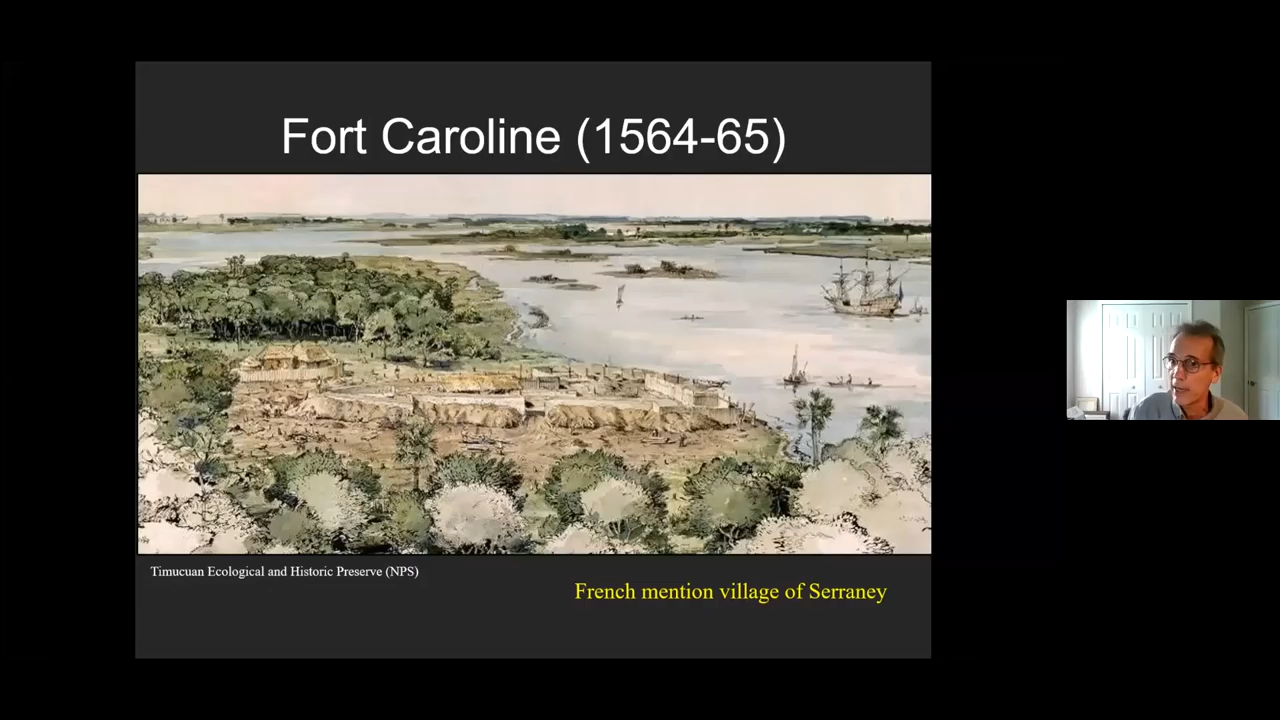 Fort Caroline (1564-65)
Timucuan Ecological and Historic Preserve (NPS)
French mention village of Serraney